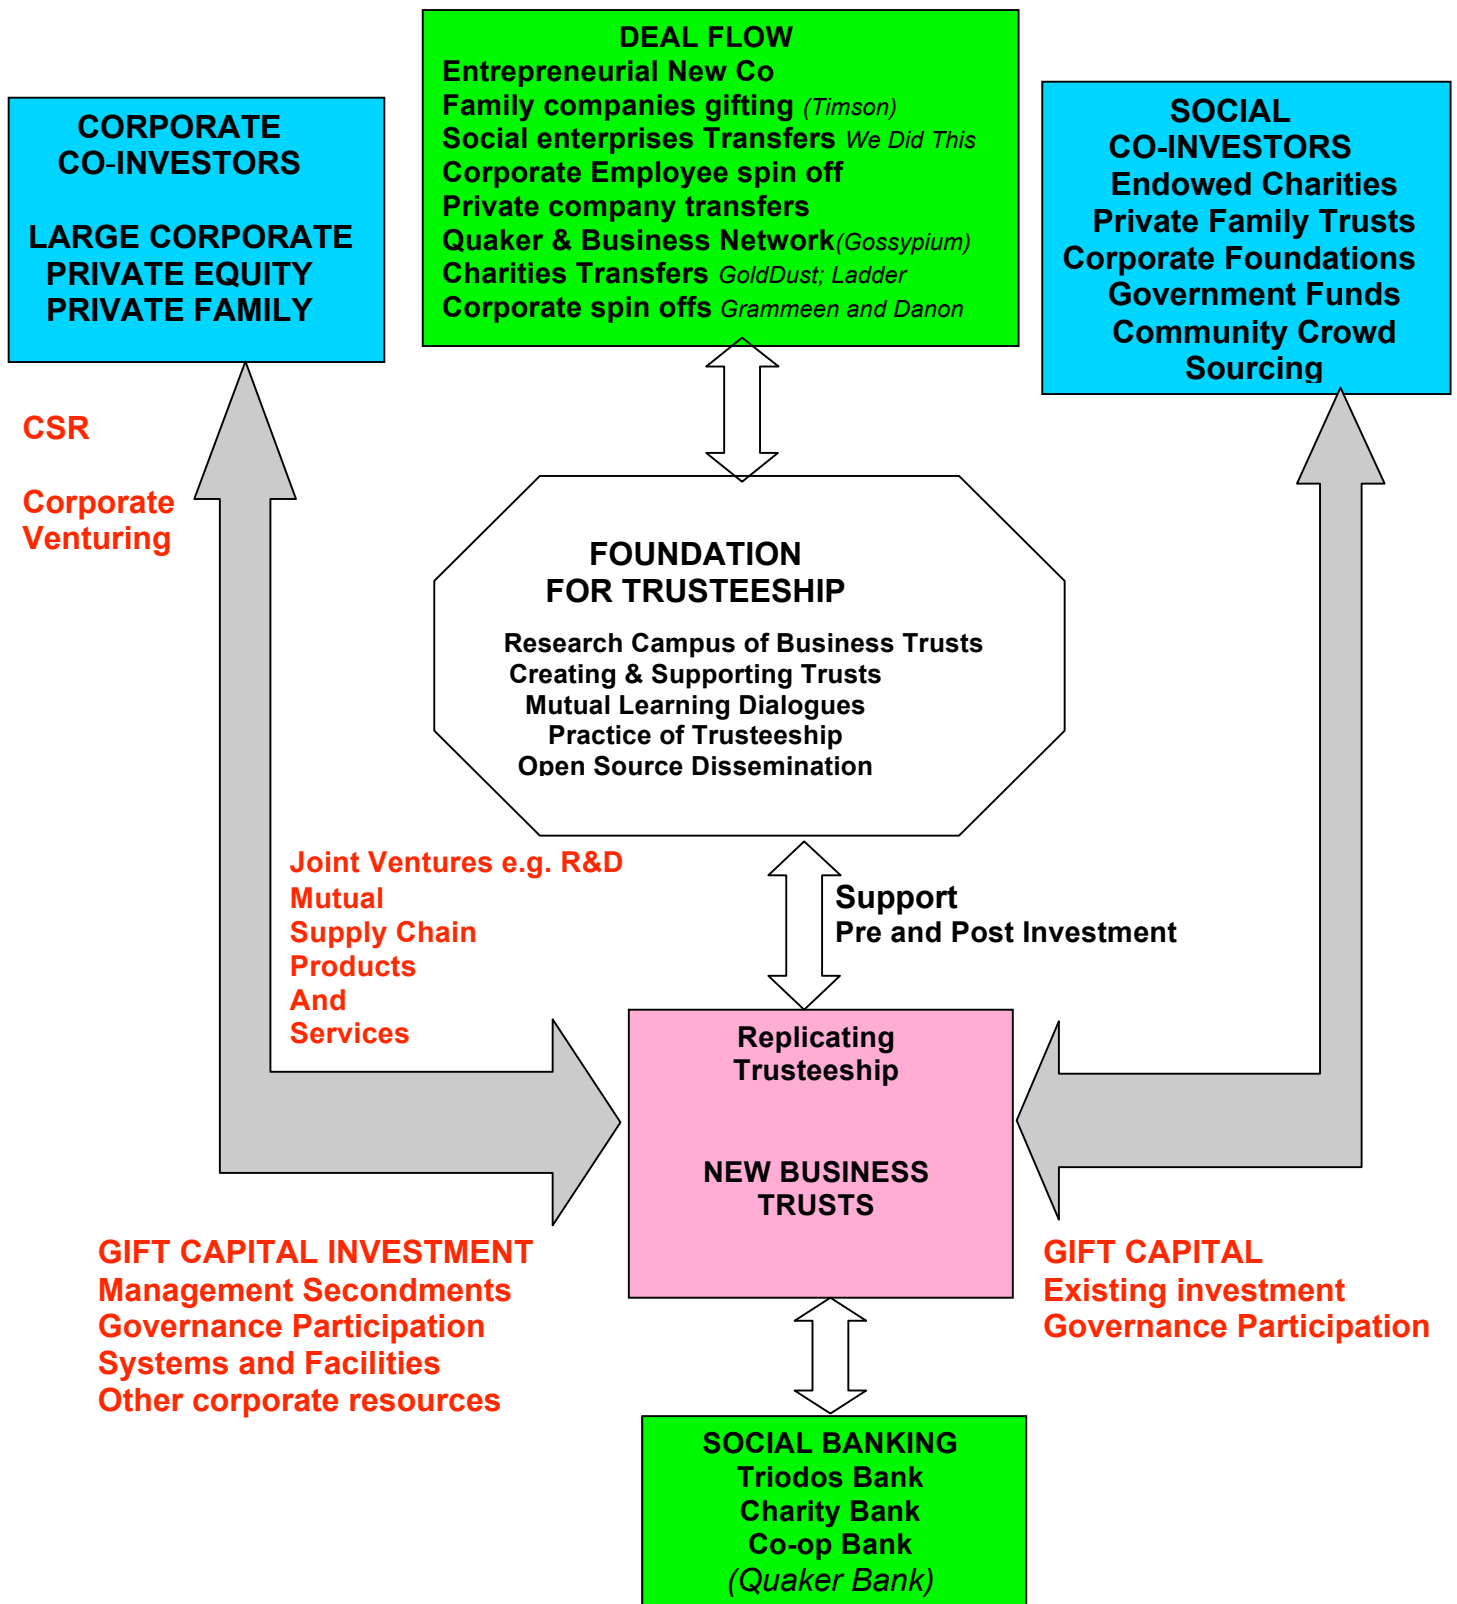 DEAL FLOW
Entrepreneurial New Co
Family companies gifting (Timson)
Social enterprises Transfers We Did This
Corporate Employee spin off
Private company transfers
Quaker & Business Network(Gossypium)
Charities Transfers GoldDust; Ladder
Corporate spin offs Grammeen and Danon
CORPORATE
CO-INVESTORS
LARGE CORPORATE
PRIVATE EQUITY
PRIVATE FAMILY
SOCIAL
CO-INVESTORS
Endowed Charities
Private Family Trusts
Corporate Foundations
Government Funds
Community Crowd
Sourcing
CSR
Corporate
Venturing
FOUNDATION
FOR TRUSTEESHIP
Research Campus of Business Trusts
Creating & Supporting Trusts
Mutual Learning Dialogues
Practice of Trusteeship
Open Source Dissemination
Joint Ventures e.g. R&D
Mutual
Supply Chain
Products
And
Services
Support
Pre and Post Investment
Replicating
Trusteeship
NEW BUSINESS
TRUSTS
GIFT CAPITAL INVESTMENT
Management Secondments
Governance Participation
Systems and Facilities
Other corporate resources
GIFT CAPITAL
Existing investment
Governance Participation
SOCIAL BANKING
Triodos Bank
Charity Bank
Co-op Bank
(Quaker Bank)